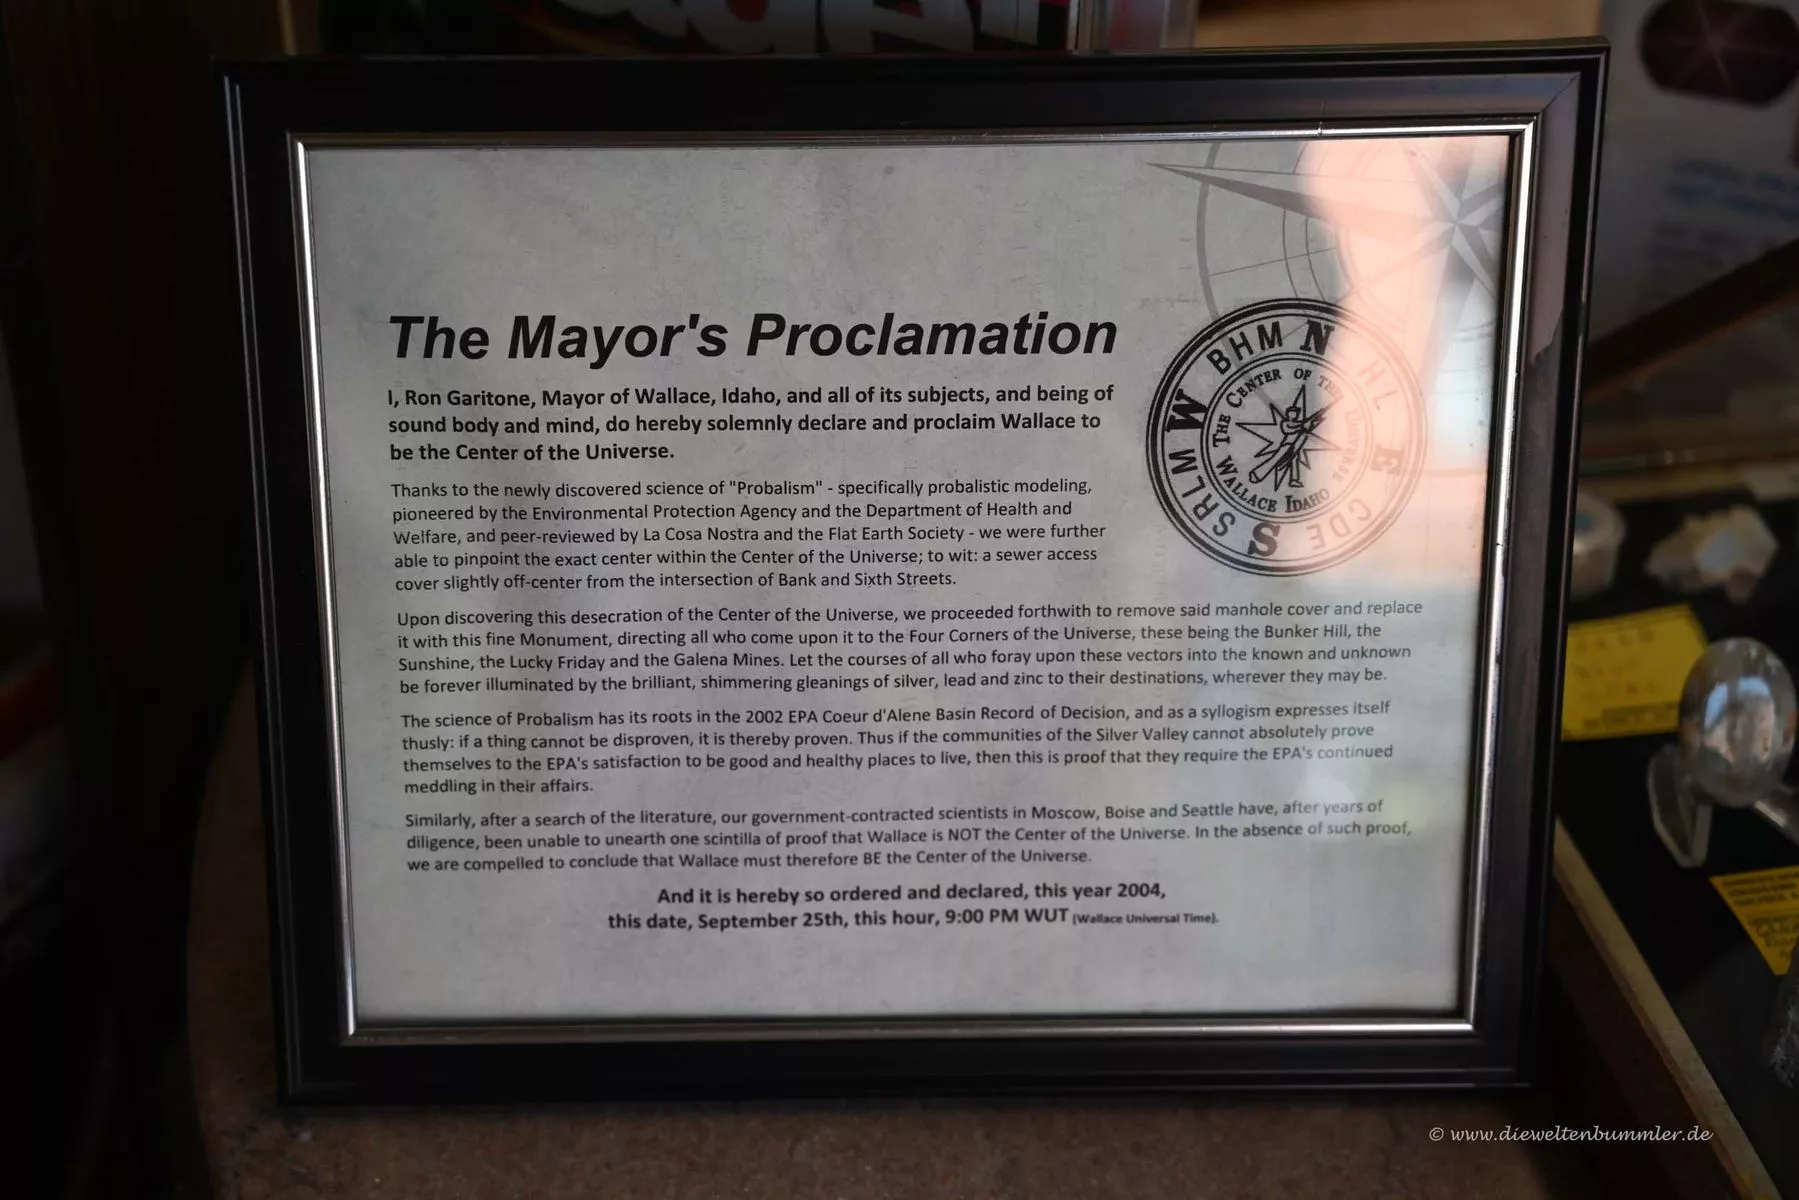 The Mayor's Proclamation
I, Ron Garitone, Mayor of Wallace, Idaho, and all of its subjects, and being of
sound body and mind, do hereby solemnly declare and proclaim Wallace to
be the Center of the Universe.
Thanks to the newly discovered science of "Probalism" - specifically probalistic modeling,
pioneered by the Environmental Protection Agency and the Department of Health and
Welfare, and peer-reviewed by La Cosa Nostra and the Flat Earth Society - we were further
able to pinpoint the exact center within the Center of the Universe; to wit: a sewer access
cover slightly off-center from the intersection of Bank and Sixth Streets.
N
HL
E
CDE
S
SRLM
W
BHM
THE CENTER OF THE UNIVERSE
WALLACE IDAHO
Upon discovering this desecration of the Center of the Universe, we proceeded forthwith to remove said manhole cover and replace
it with this fine Monument, directing all who come upon it to the Four Corners of the Universe, these being the Bunker Hill, the
Sunshine, the Lucky Friday and the Galena Mines. Let the courses of all who foray upon these vectors into the known and unknown
be forever illuminated by the brilliant, shimmering gleanings of silver, lead and zinc to their destinations, wherever they may be.
The science of Probalism has its roots in the 2002 EPA Coeur d'Alene Basin Record of Decision, and as a syllogism expresses itself
thusly: if a thing cannot be disproven, it is thereby proven. Thus if the communities of the Silver Valley cannot absolutely prove
themselves to the EPA's satisfaction to be good and healthy places to live, then this is proof that they require the EPA's continued
meddling in their affairs.
Similarly, after a search of the literature, our government-contracted scientists in Moscow, Boise and Seattle have, after years of
diligence, been unable to unearth one scintilla of proof that Wallace is NOT the Center of the Universe. In the absence of such proof,
we are compelled to conclude that Wallace must therefore BE the Center of the Universe.
And it is hereby so ordered and declared, this year 2004,
this date, September 25th, this hour, 9:00 PM WUT (Wallace Universal Time).
© www.dieweltenbummler.de